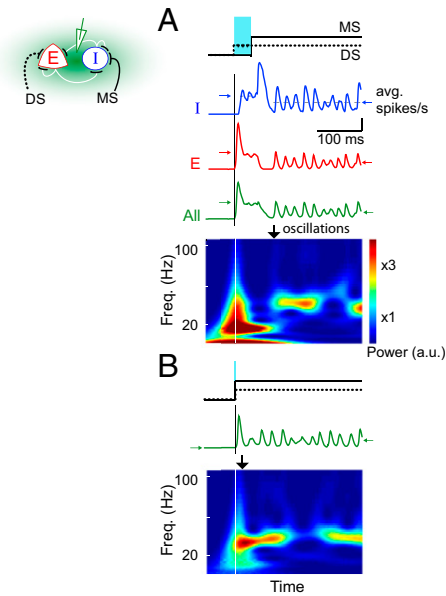 A
MS
DS
E
I
DS
MS
I
avg.
spikes/s
100 ms
E
All
oscillations
100
20
Freq. (Hz)
x3
x1
Power (a.u.)
B
100
20
Freq. (Hz)
Time